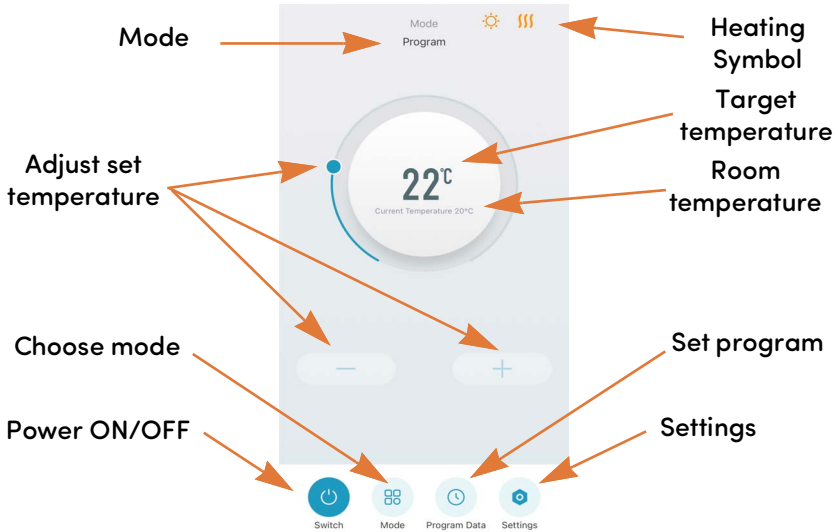 Mode
Mode
Program
Heating
Symbol
Target
temperature
Adjust set
temperature
22°C
Current Temperature 20°C
Room
temperature
Choose mode
Set program
Power ON/OFF
Settings
Switch
Mode
Program Data
Settings